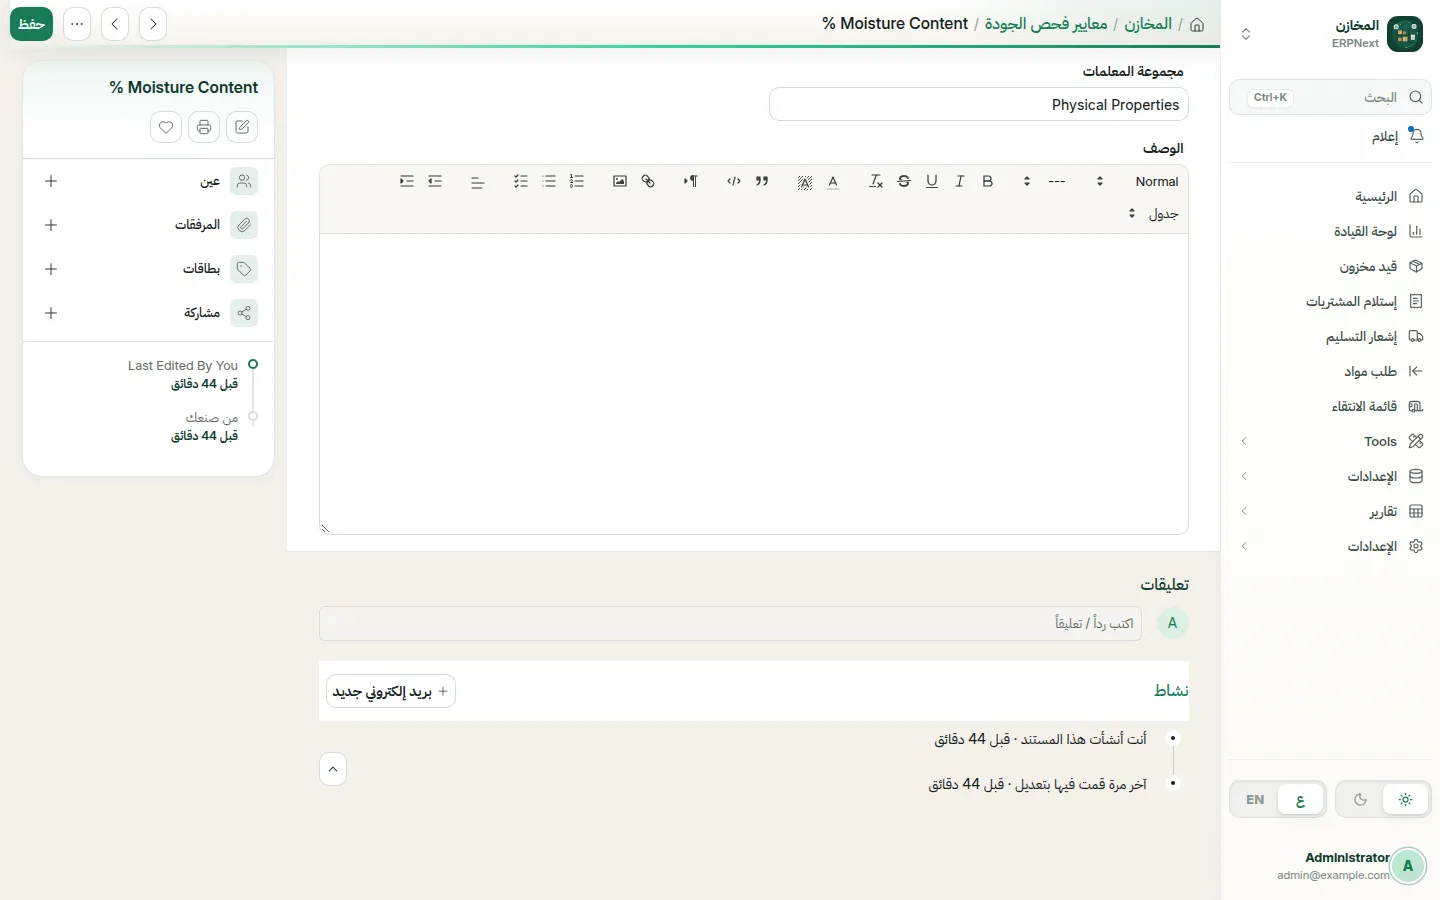 المخازن
ERPNext
البحث
Ctrl+K
إعلام
الرئيسية
لوحة القيادة
قيد مخزون
إستلام المشتريات
إشعار التسليم
طلب مواد
قائمة الانتقاء
Tools
الإعدادات
تقارير
الإعدادات
ع
EN
Administrator
admin@example.com
A
المخازن / معايير فحص الجودة / Moisture Content %
...
حفظ
مجموعة المعلمات
Physical Properties
الوصف
Normal
---
جدول
تعليقات
A
اكتب رداً / تعليقاً
نشاط
بريد إلكتروني جديد
أنت أنشأت هذا المستند · قبل 44 دقائق
آخر مرة قمت فيها بتعديل · قبل 44 دقائق
Moisture Content %
عين
المرفقات
بطاقات
مشاركة
Last Edited By You
قبل 44 دقائق
من صنعك
قبل 44 دقائق